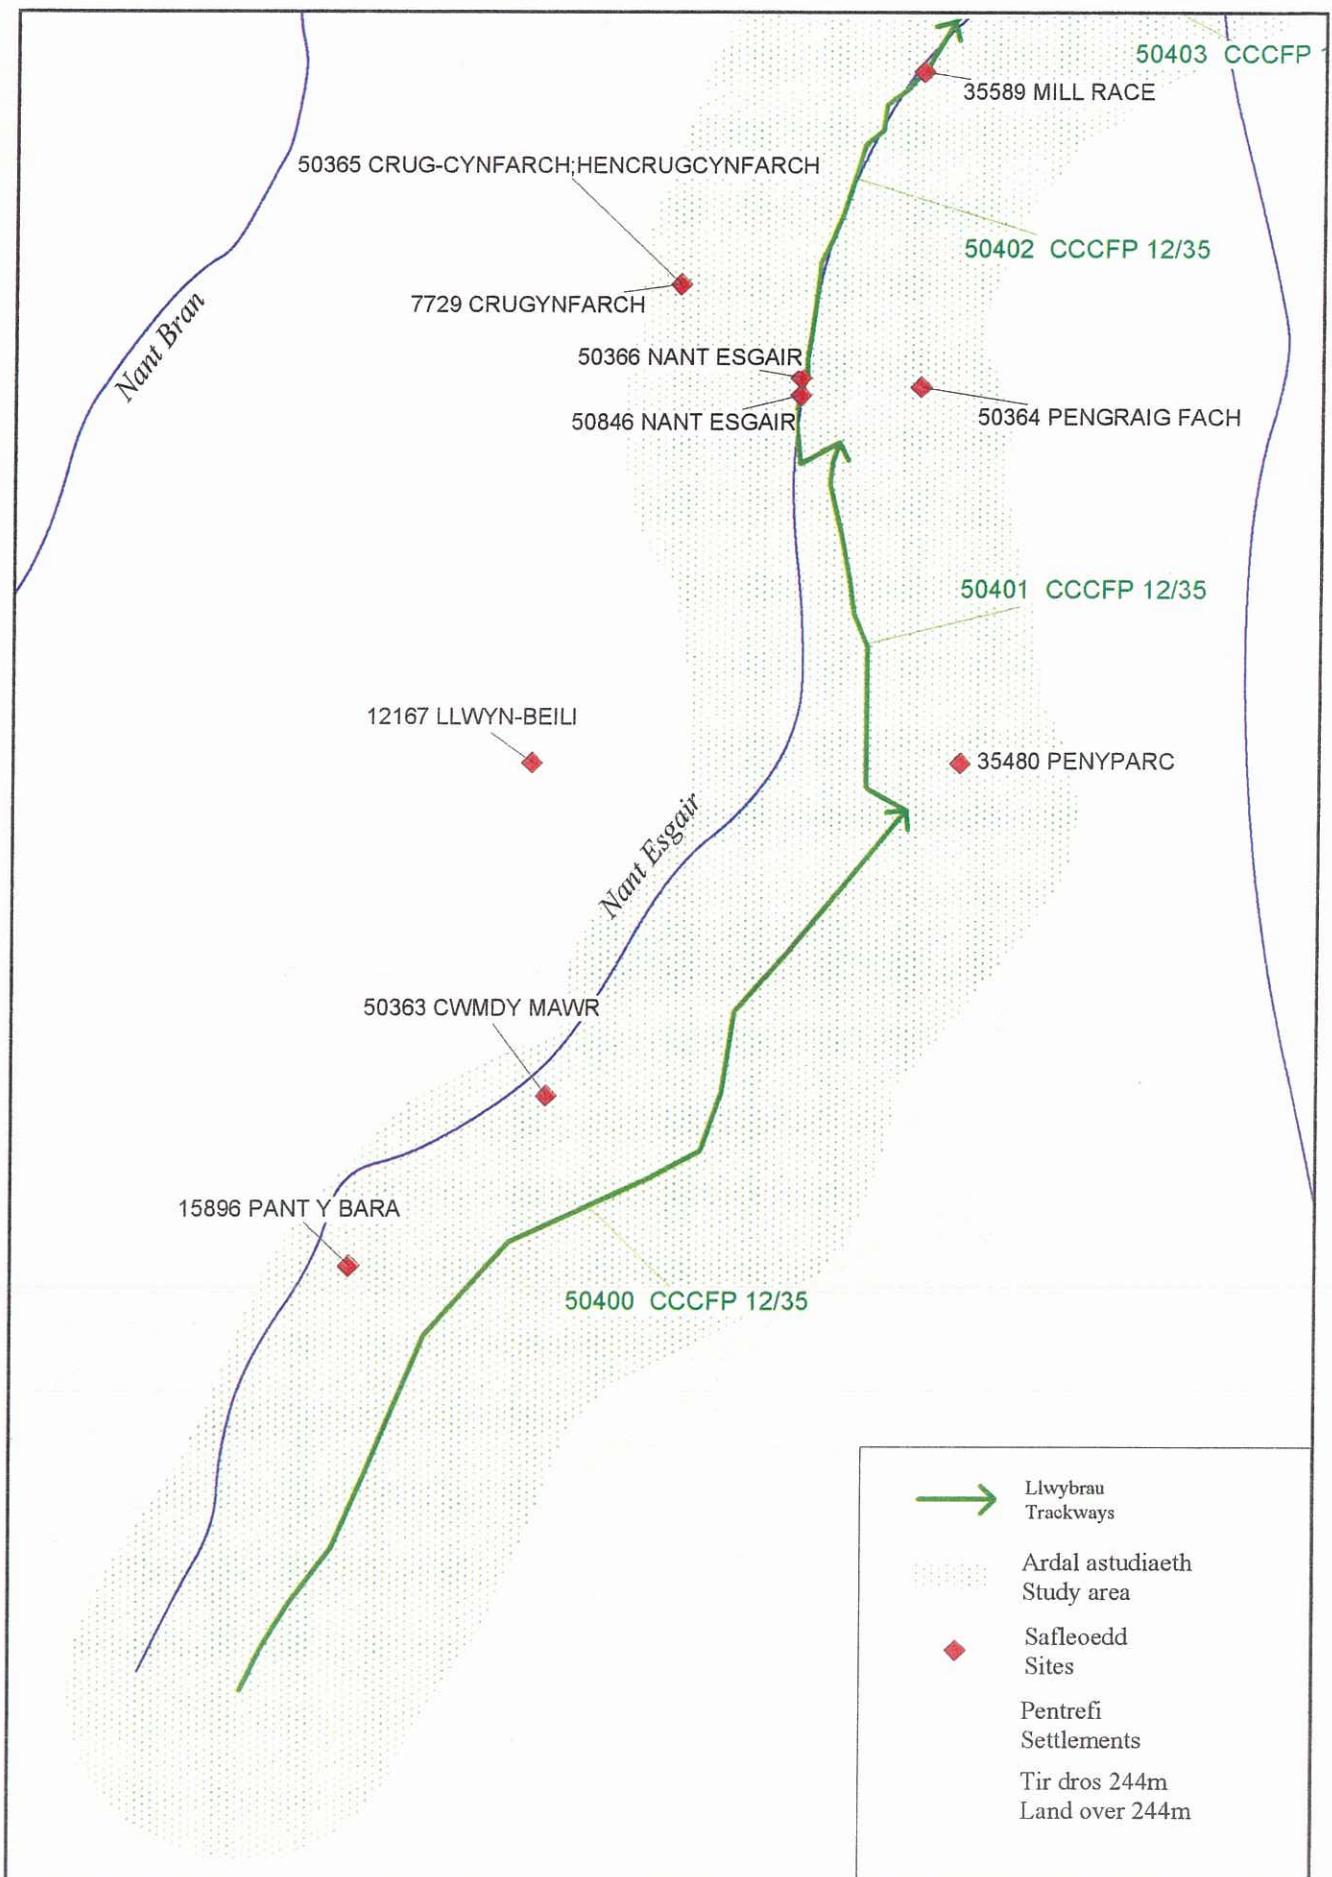 50403 CCCFP 1
35589 MILL RACE
50365 CRUG-CYNFARCH;HENCRUGCYNFARCH
50402 CCCFP 12/35
7729 CRUGYNFARCH
Nant Bran
50366 NANT ESGAIR
50846 NANT ESGAIR
50364 PENGRAIG FACH
50401 CCCFP 12/35
12167 LLWYN-BEILI
35480 PENYPARC
Nant Esgair
50363 CWMDY MAWR
15896 PANT Y BARA
50400 CCCFP 12/35
Llwybrau
Trackways
Ardal astudiaeth
Study area
Safleoedd
Sites
Pentrefi
Settlements
Tir dros 244m
Land over 244m